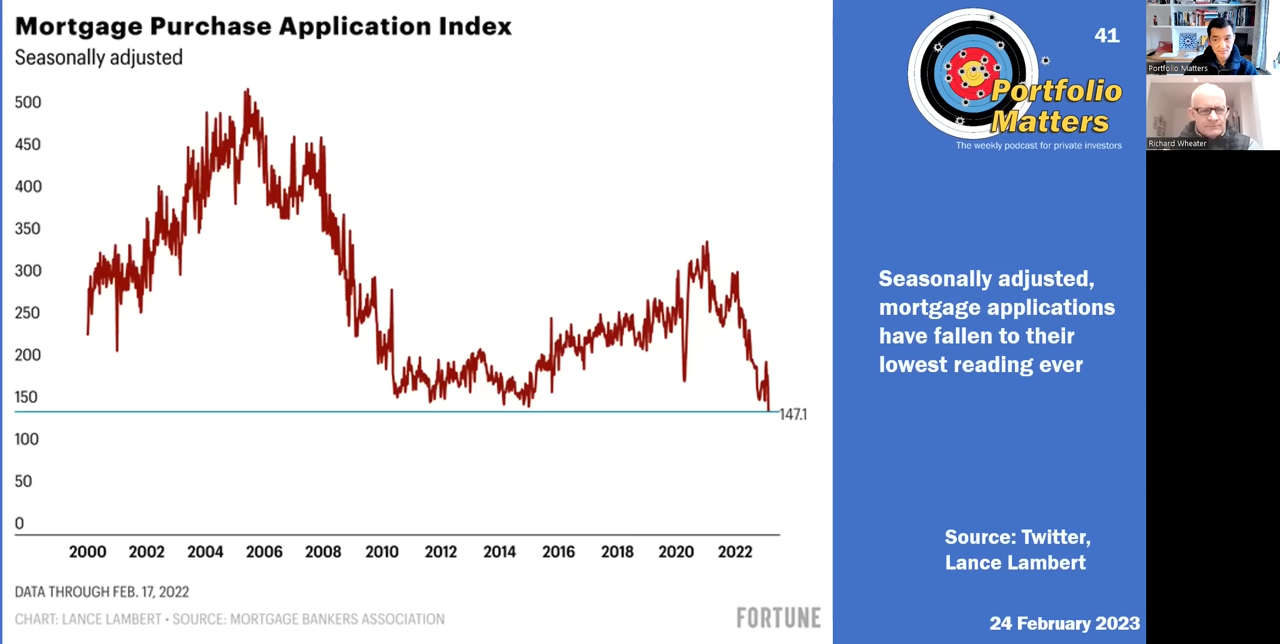 Mortgage Purchase Application Index
Seasonally adjusted
500
450
400
350
300
250
200
150
100
50
0
147.1
2000 2002 2004 2006 2008 2010 2012 2014 2016 2018 2020 2022
DATA THROUGH FEB. 17, 2022
CHART: LANCE LAMBERT • SOURCE: MORTGAGE BANKERS ASSOCIATION
FORTUNE
41
Portfolio
Matters
The weekly podcast for private investors
Seasonally adjusted,
mortgage applications
have fallen to their
lowest reading ever
Source: Twitter,
Lance Lambert
24 February 2023
Portfolio Matters
Richard Wheater